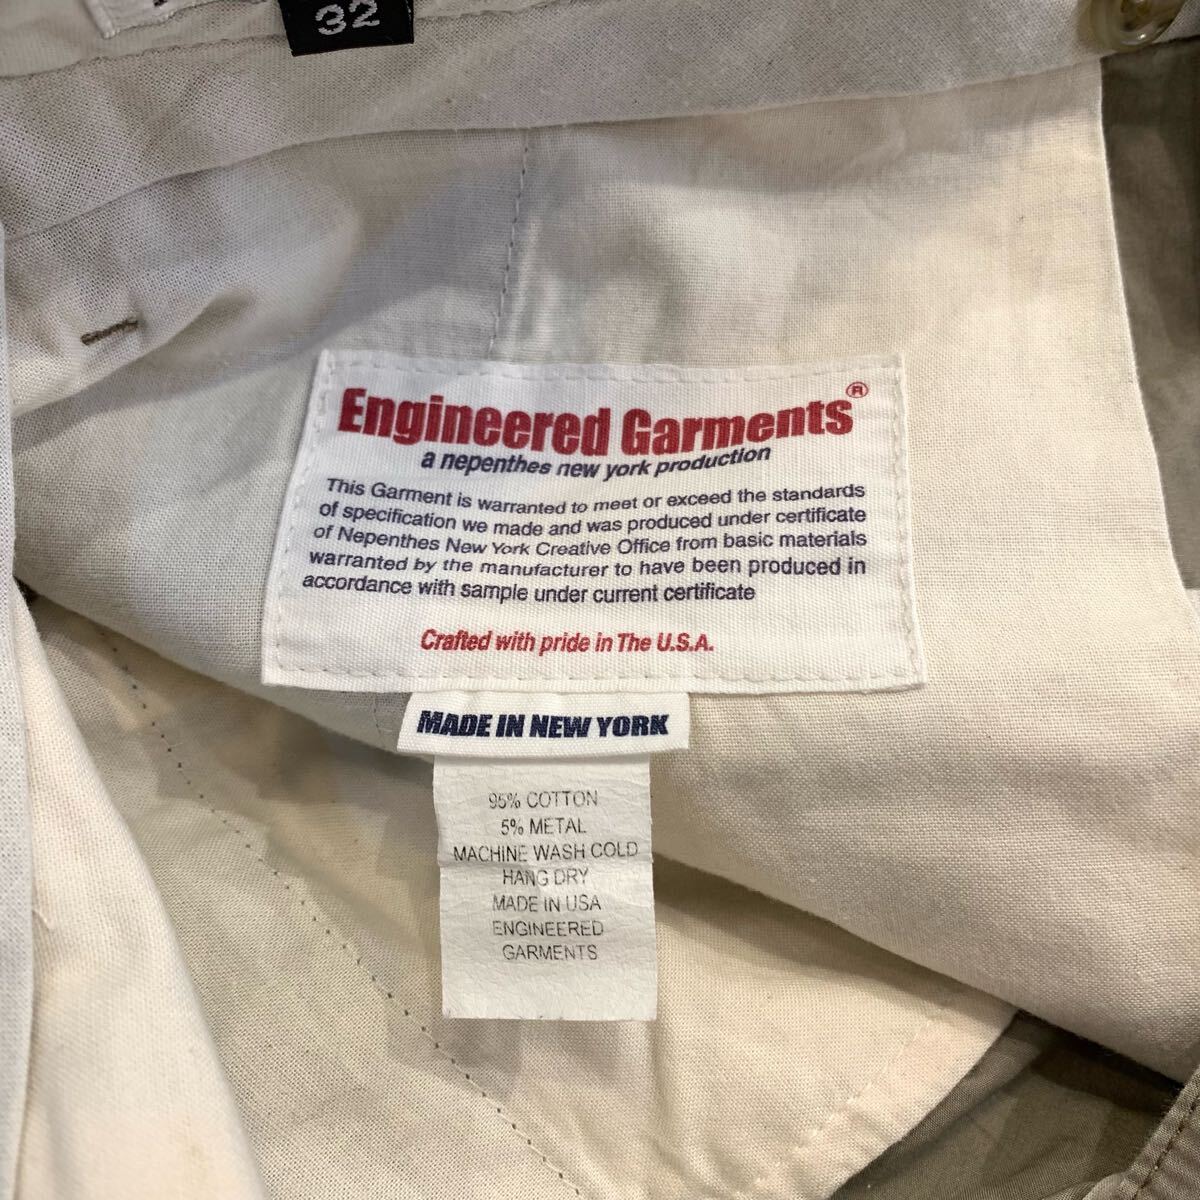 32
Engineered Garments®
a nepenthes new york production
This Garment is warranted to meet or exceed the standards
of specification we made and was produced under certificate
of Nepenthes New York Creative Office from basic materials
warranted by the manufacturer to have been produced in
accordance with sample under current certificate
Crafted with pride in The U.S.A.
MADE IN NEW YORK
95% COTTON
5% METAL
MACHINE WASH COLD
HANG DRY
MADE IN USA
ENGINEERED
GARMENTS